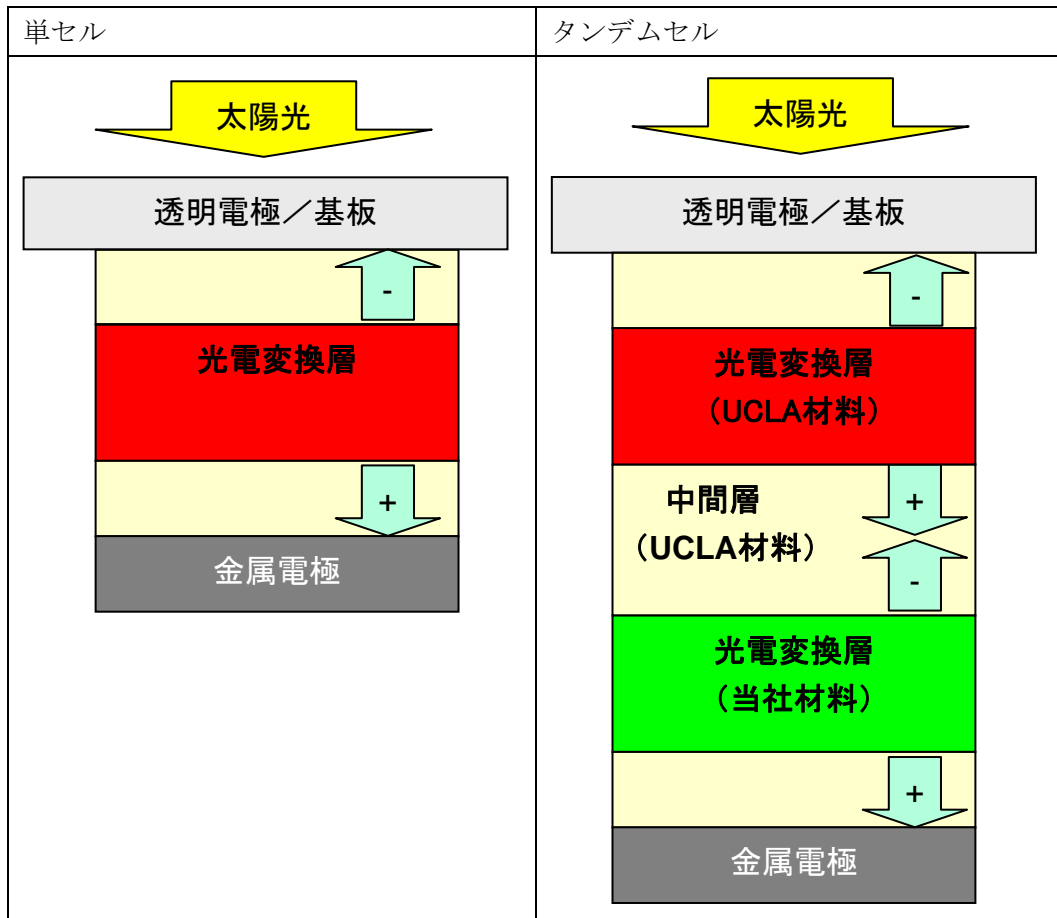 単セル
タンデムセル
太陽光
透明電極／基板
-
光電変換層
+
金属電極
太陽光
透明電極／基板
-
光電変換層
（UCLA材料）
中間層
（UCLA材料）
+
-
光電変換層
（当社材料）
+
金属電極